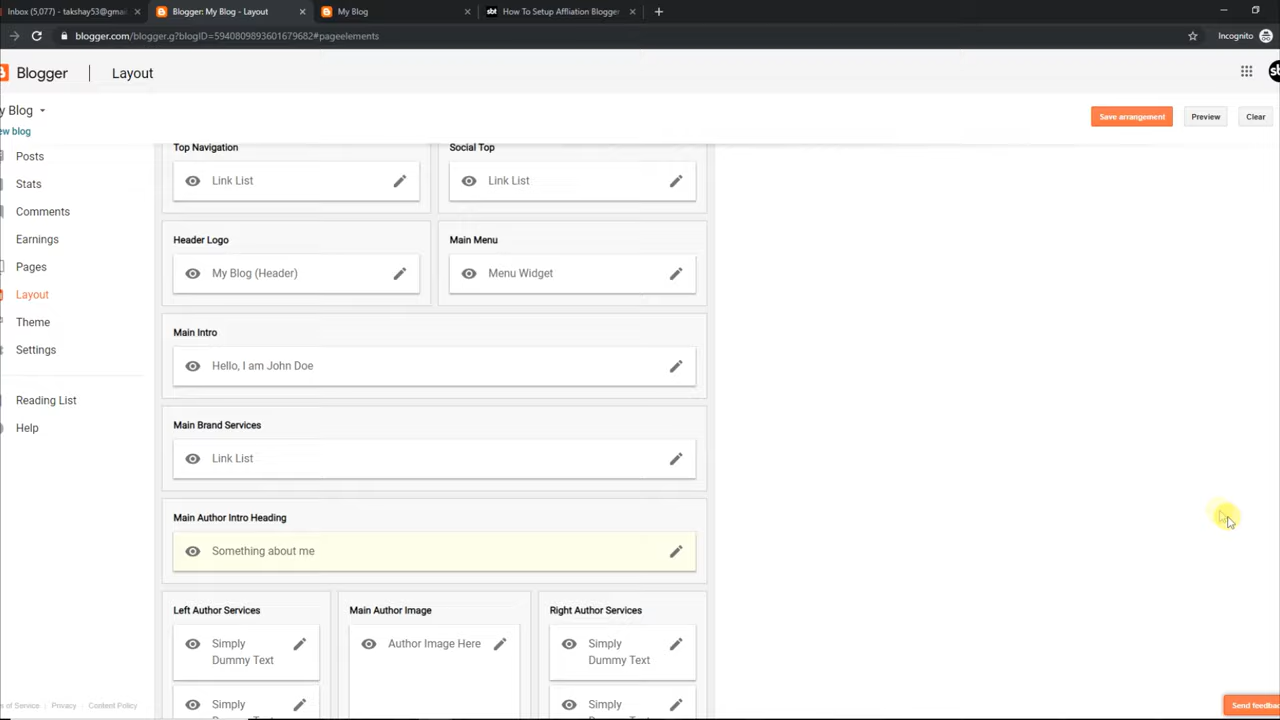 Inbox (5,077) - takshay53@gmai
Blogger: My Blog - Layout
My Blog
sbt How To Setup Affliation Blogger
Incognito
blogger.com/blogger.g?blogID=5940809893601679682#pageelements
Blogger
Layout
sb
y Blog
ew blog
Save arrangement
Preview
Clear
Posts
Stats
Comments
Earnings
Pages
Layout
Theme
Settings
Reading List
Help
Top Navigation
Link List
Social Top
Link List
Header Logo
My Blog (Header)
Main Menu
Menu Widget
Main Intro
Hello, I am John Doe
Main Brand Services
Link List
Main Author Intro Heading
Something about me
Left Author Services
Simply
Dummy Text
Simply
Main Author Image
Author Image Here
Right Author Services
Simply
Dummy Text
Simply
s of Service
Privacy
Content Policy
Send feedba